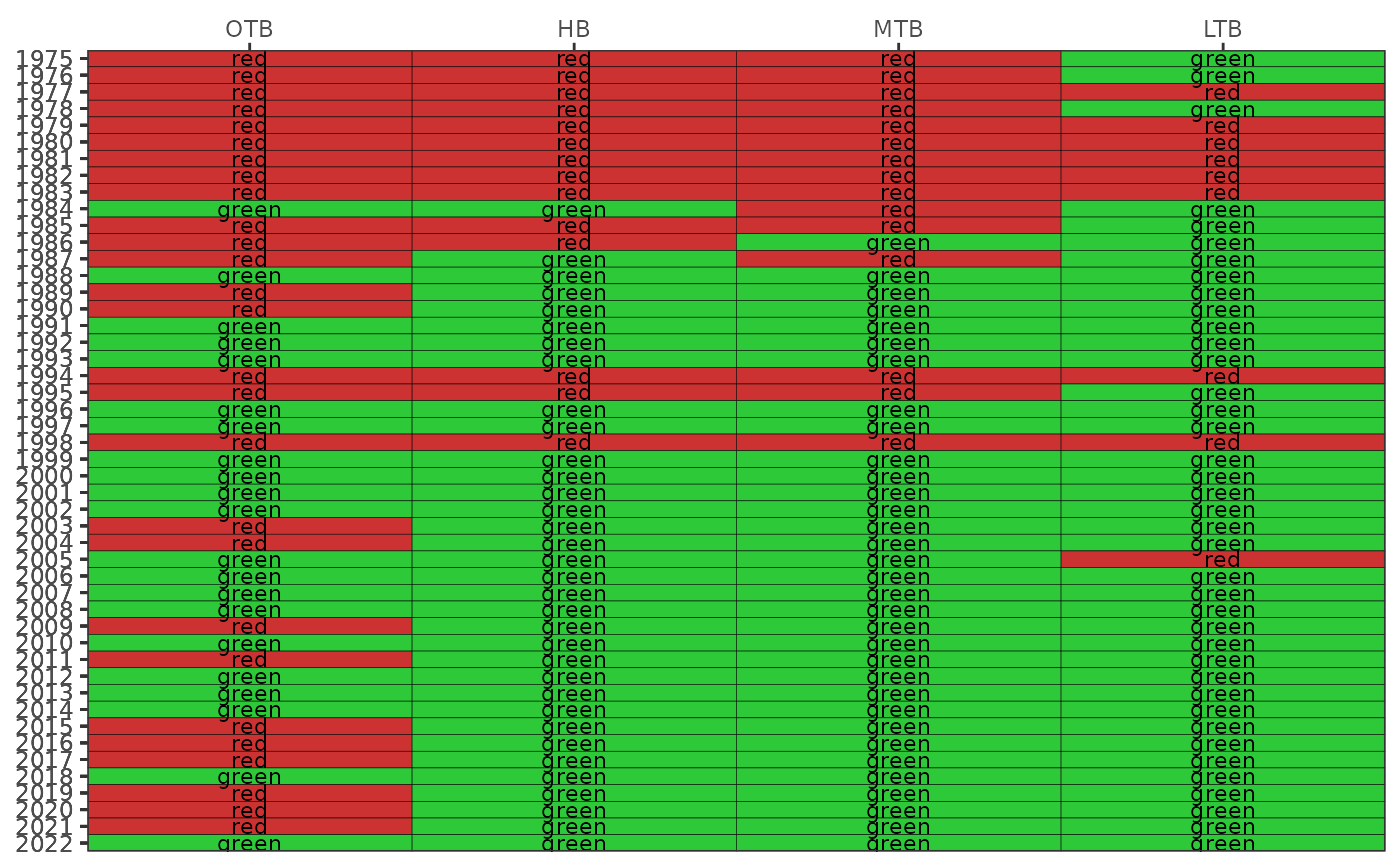 OTB HB MTB LTB
1975 red red red green
1976 red red red green
1977 red red red red
1978 red red red green
1979 red red red red
1980 red red red red
1981 red red red red
1982 red red red red
1983 red red red red
1984 green green red green
1985 red red red green
1986 red red green green
1987 red green red green
1988 green green green green
1989 red green green green
1990 red green green green
1991 green green green green
1992 green green green green
1993 green green green green
1994 red red red red
1995 red red red green
1996 green green green green
1997 green green green green
1998 red red red red
1999 green green green green
2000 green green green green
2001 green green green green
2002 green green green green
2003 red green green green
2004 red green green green
2005 green green green red
2006 green green green green
2007 green green green green
2008 green green green green
2009 red green green green
2010 green green green green
2011 red green green green
2012 green green green green
2013 green green green green
2014 green green green green
2015 red green green green
2016 red green green green
2017 red green green green
2018 green green green green
2019 red green green green
2020 red green green green
2021 red green green green
2022 green green green green